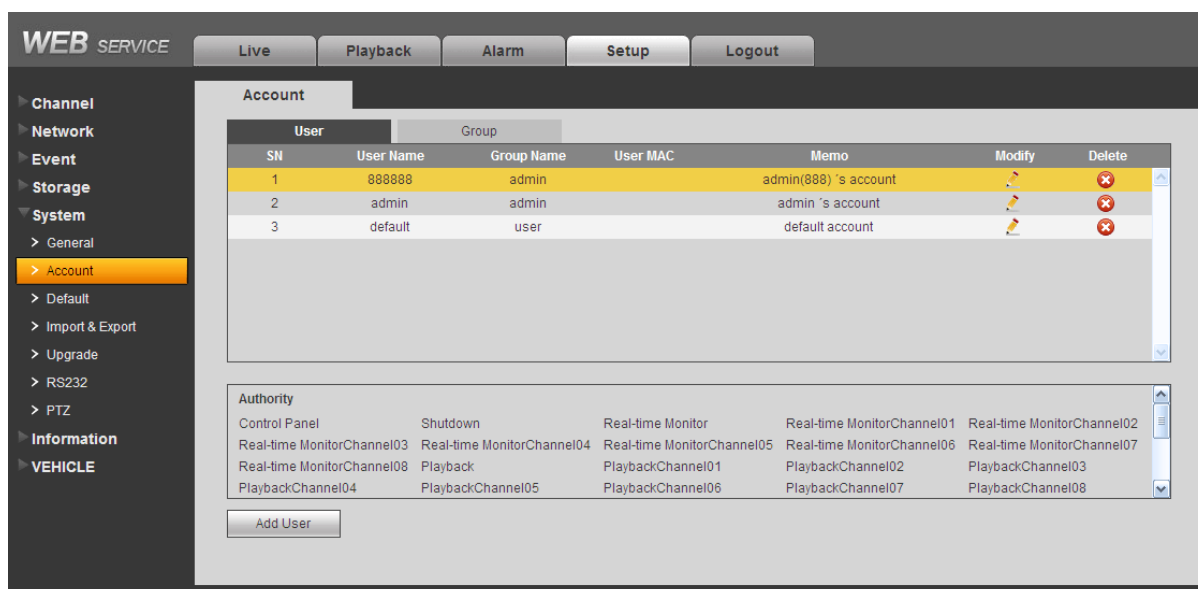 WEB SERVICE
Live Playback Alarm Setup Logout
Account
Channel
Network
Event
Storage
System
> General
> Account
> Default
> Import & Export
> Upgrade
> RS232
> PTZ
Information
VEHICLE
User Group
SN User Name Group Name User MAC Memo Modify Delete
1 888888 admin admin(888) 's account
2 admin admin admin 's account
3 default user default account
Authority
Control Panel Shutdown Real-time Monitor Real-time MonitorChannel01 Real-time MonitorChannel02
Real-time MonitorChannel03 Real-time MonitorChannel04 Real-time MonitorChannel05 Real-time MonitorChannel06 Real-time MonitorChannel07
Real-time MonitorChannel08 Playback PlaybackChannel01 PlaybackChannel02 PlaybackChannel03
PlaybackChannel04 PlaybackChannel05 PlaybackChannel06 PlaybackChannel07 PlaybackChannel08
Add User